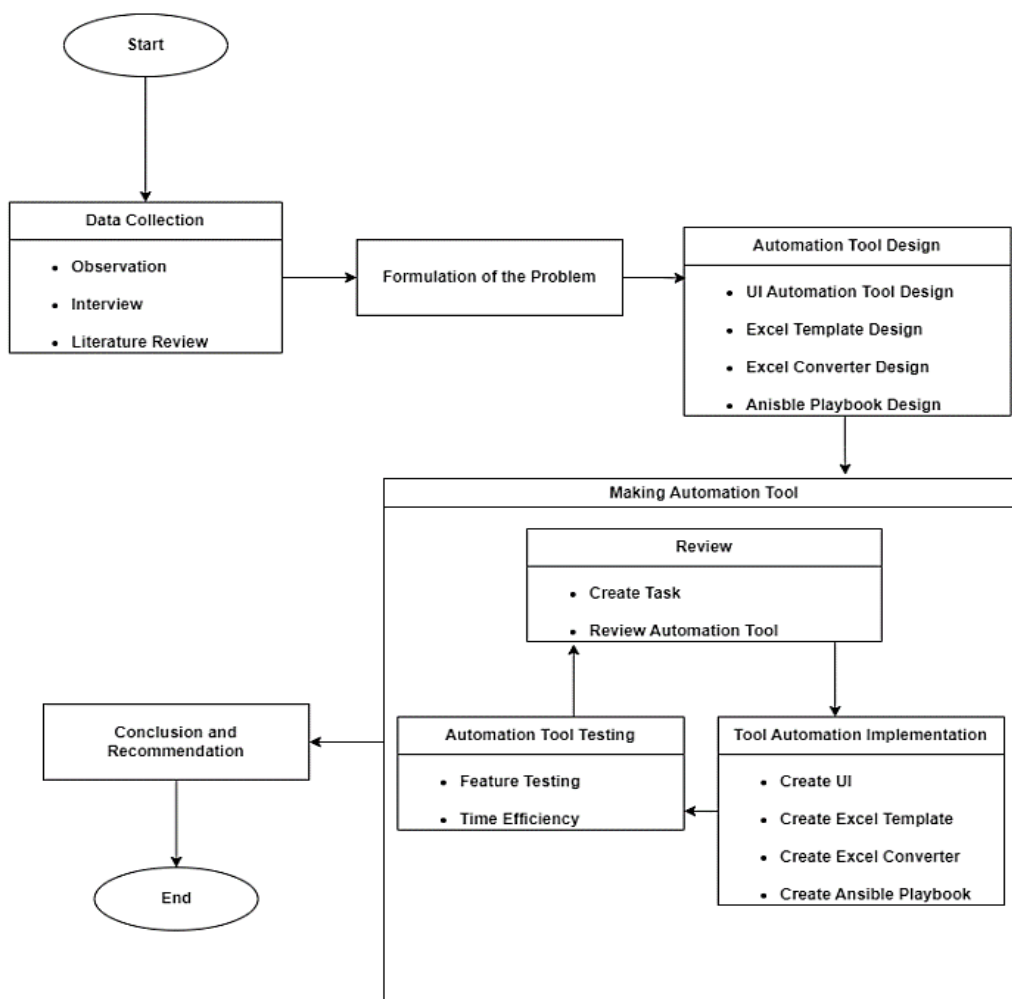 Start
Data Collection
• Observation
• Interview
• Literature Review
Formulation of the Problem
Automation Tool Design
• UI Automation Tool Design
• Excel Template Design
• Excel Converter Design
• Anisble Playbook Design
Making Automation Tool
Review
• Create Task
• Review Automation Tool
Tool Automation Implementation
• Create UI
• Create Excel Template
• Create Excel Converter
• Create Ansible Playbook
Automation Tool Testing
• Feature Testing
• Time Efficiency
Conclusion and
Recommendation
End